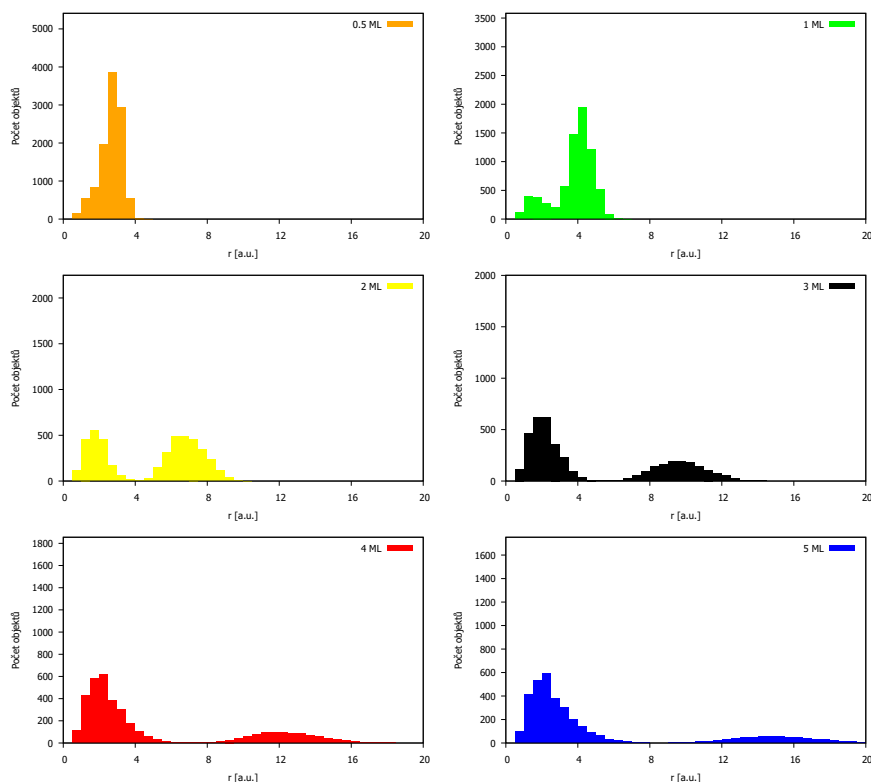 0.5 ML
Počet objektů
5000
4000
3000
2000
1000
0
0 4 8 12 16 20
r [a.u.]
1 ML
Počet objektů
3500
3000
2500
2000
1500
1000
500
0
0 4 8 12 16 20
r [a.u.]
2 ML
Počet objektů
2000
1500
1000
500
0
0 4 8 12 16 20
r [a.u.]
3 ML
Počet objektů
2000
1500
1000
500
0
0 4 8 12 16 20
r [a.u.]
4 ML
Počet objektů
1800
1600
1400
1200
1000
800
600
400
200
0
0 4 8 12 16 20
r [a.u.]
5 ML
Počet objektů
1600
1400
1200
1000
800
600
400
200
0
0 4 8 12 16 20
r [a.u.]